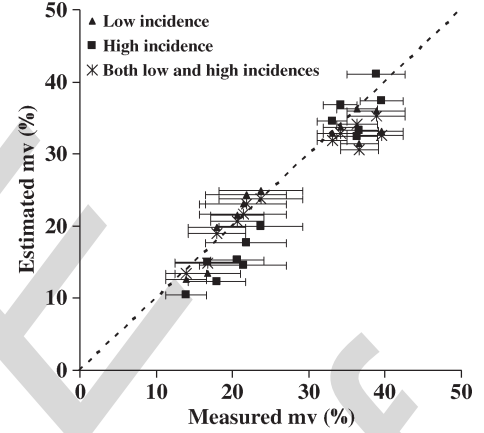 50
Low incidence
High incidence
Both low and high incidences
40
30
20
10
0
Estimated mv (%)
0 10 20 30 40 50
Measured mv (%)